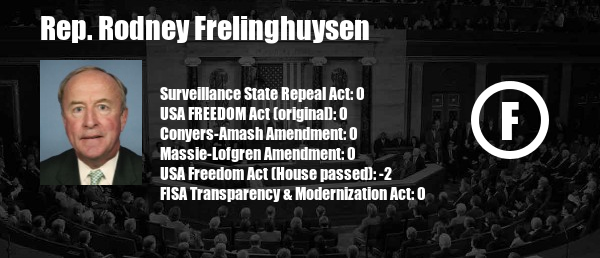 Rep. Rodney Frelinghuysen
Surveillance State Repeal Act: 0
USA FREEDOM Act (original): 0
Conyers-Amash Amendment: 0
Massie-Lofgren Amendment: 0
USA Freedom Act (House passed): -2
FISA Transparency & Modernization Act: 0
F